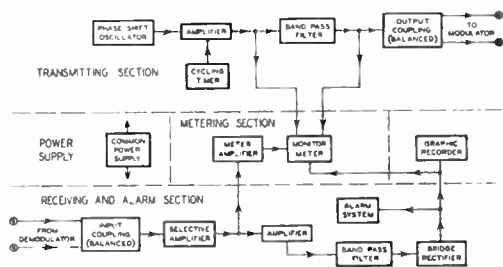 PHASE SHIFT
OSCILLATOR
AMPLIFIER
BAND PASS
FILTER
OUTPUT
COUPLING
(BALANCED)
TO
MODULATOR
CYCLING
TIMER
TRANSMITTING SECTION
POWER
SUPPLY
COMMON
POWER
SUPPLY
METERING SECTION
METER
AMPLIFIER
MONITOR
METER
GRAPHIC
RECORDER
RECEIVING AND ALARM SECTION
ALARM
SYSTEM
FROM
DEMODULATOR
INPUT
COUPLING
(BALANCED)
SELECTIVE
AMPLIFIER
AMPLIFIER
BAND PASS
FILTER
BRIDGE
RECTIFIER